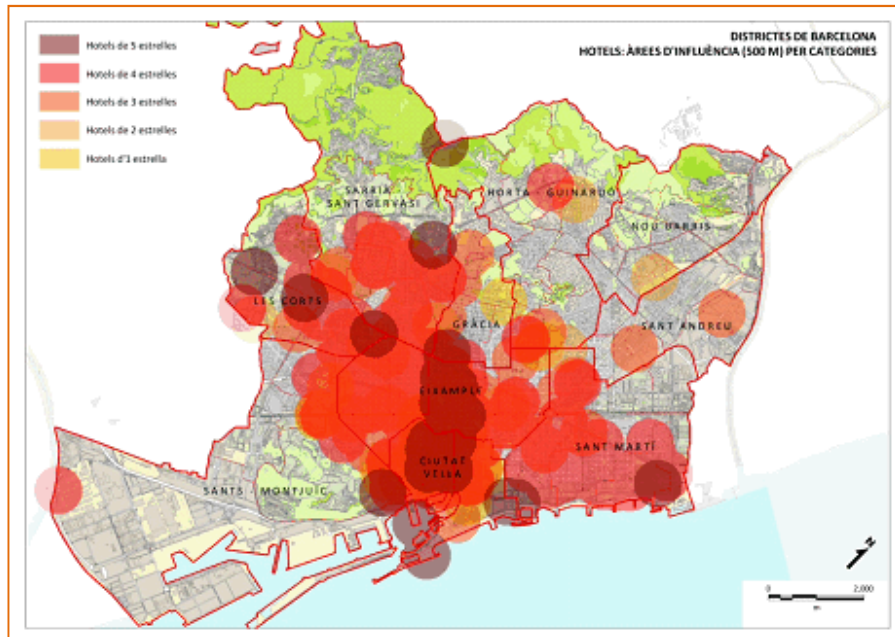 DISTRICTES DE BARCELONA
HOTELS: ÀREES D'INFLUÈNCIA (500 M) PER CATEGORIES
Hotels de 5 estrelles
Hotels de 4 estrelles
Hotels de 3 estrelles
Hotels de 2 estrelles
Hotels d'1 estrella
SARRIÀ
SANT GERVASI
HORTA - GUINARDÓ
NOU BARRIS
LES CORTS
GRÀCIA
SANT ANDREU
EIXAMPLE
SANT MARTÍ
CIUTAT
VELLA
SANTS - MONTJUÏC
N
0 2.000
m